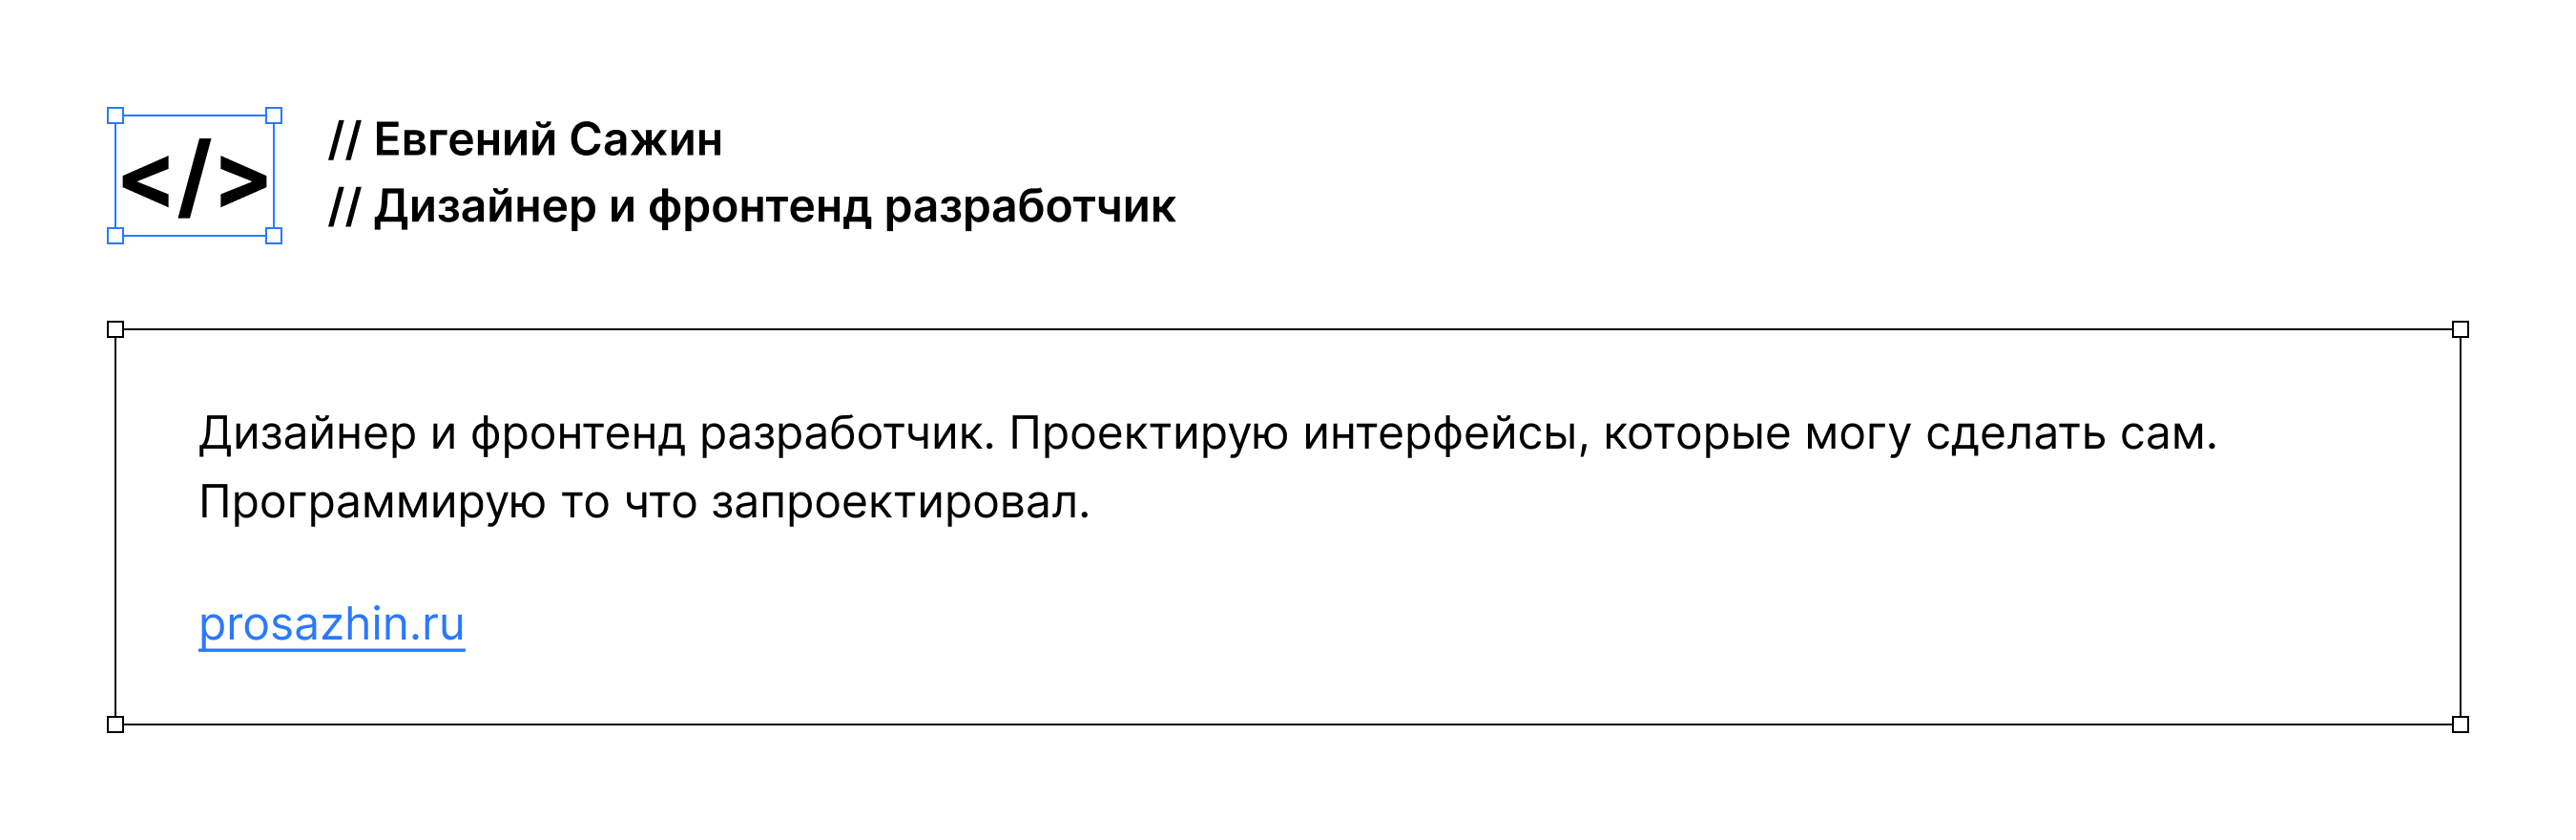 </>
// Евгений Сажин
// Дизайнер и фронтенд разработчик
Дизайнер и фронтенд разработчик. Проектирую интерфейсы, которые могу сделать сам.
Программирую то что запроектировал.
prosazhin.ru